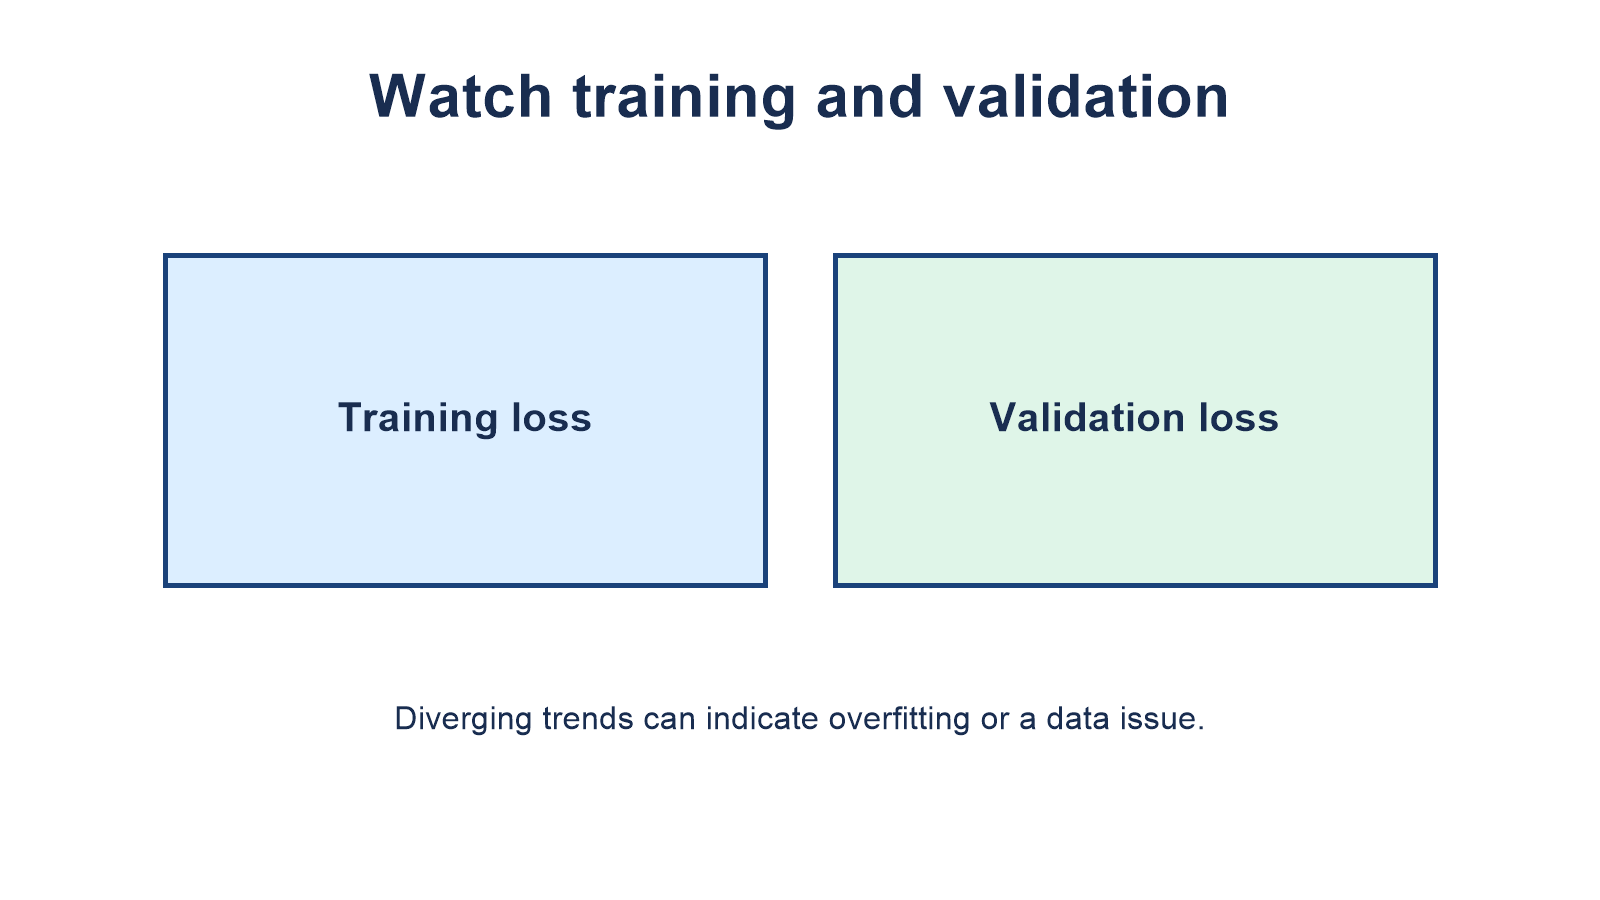 Watch training and validation
Training loss
Validation loss
Diverging trends can indicate overfitting or a data issue.